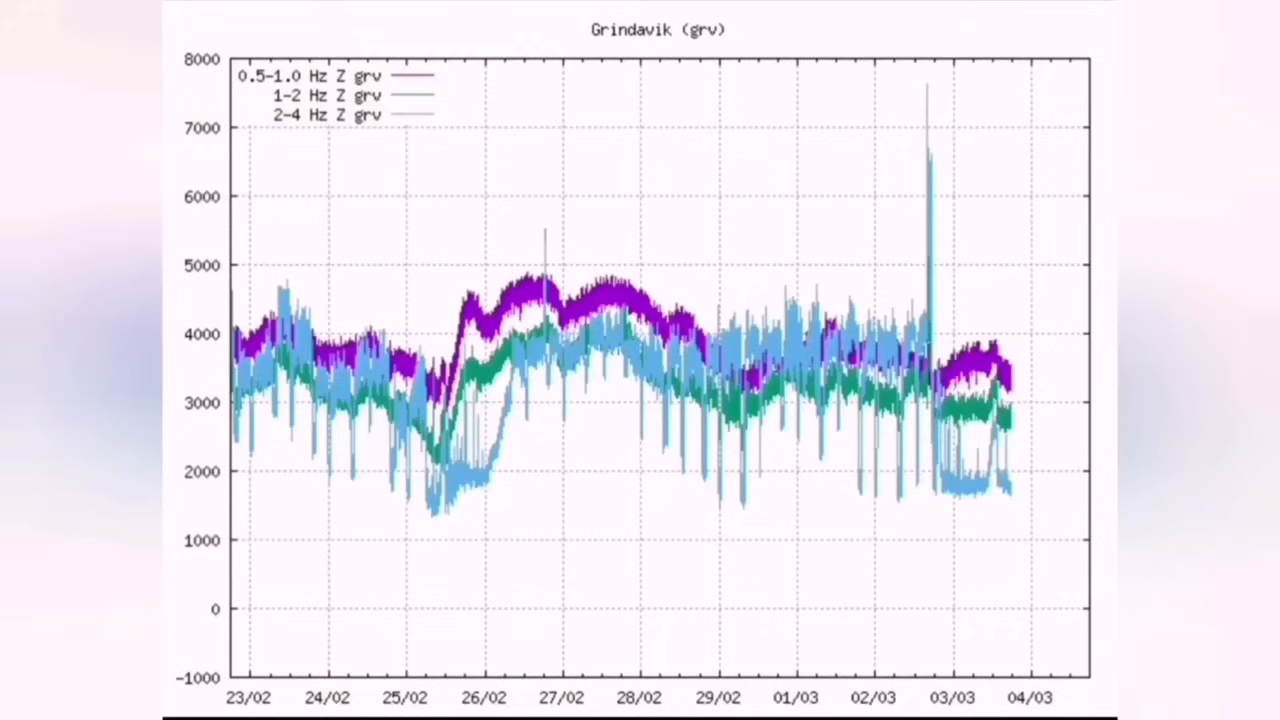 Grindavik (grv)
8000
0.5-1.0 Hz Z grv
1-2 Hz Z grv
2-4 Hz Z grv
7000
6000
5000
4000
3000
2000
1000
0
-1000
23/02 24/02 25/02 26/02 27/02 28/02 29/02 01/03 02/03 03/03 04/03